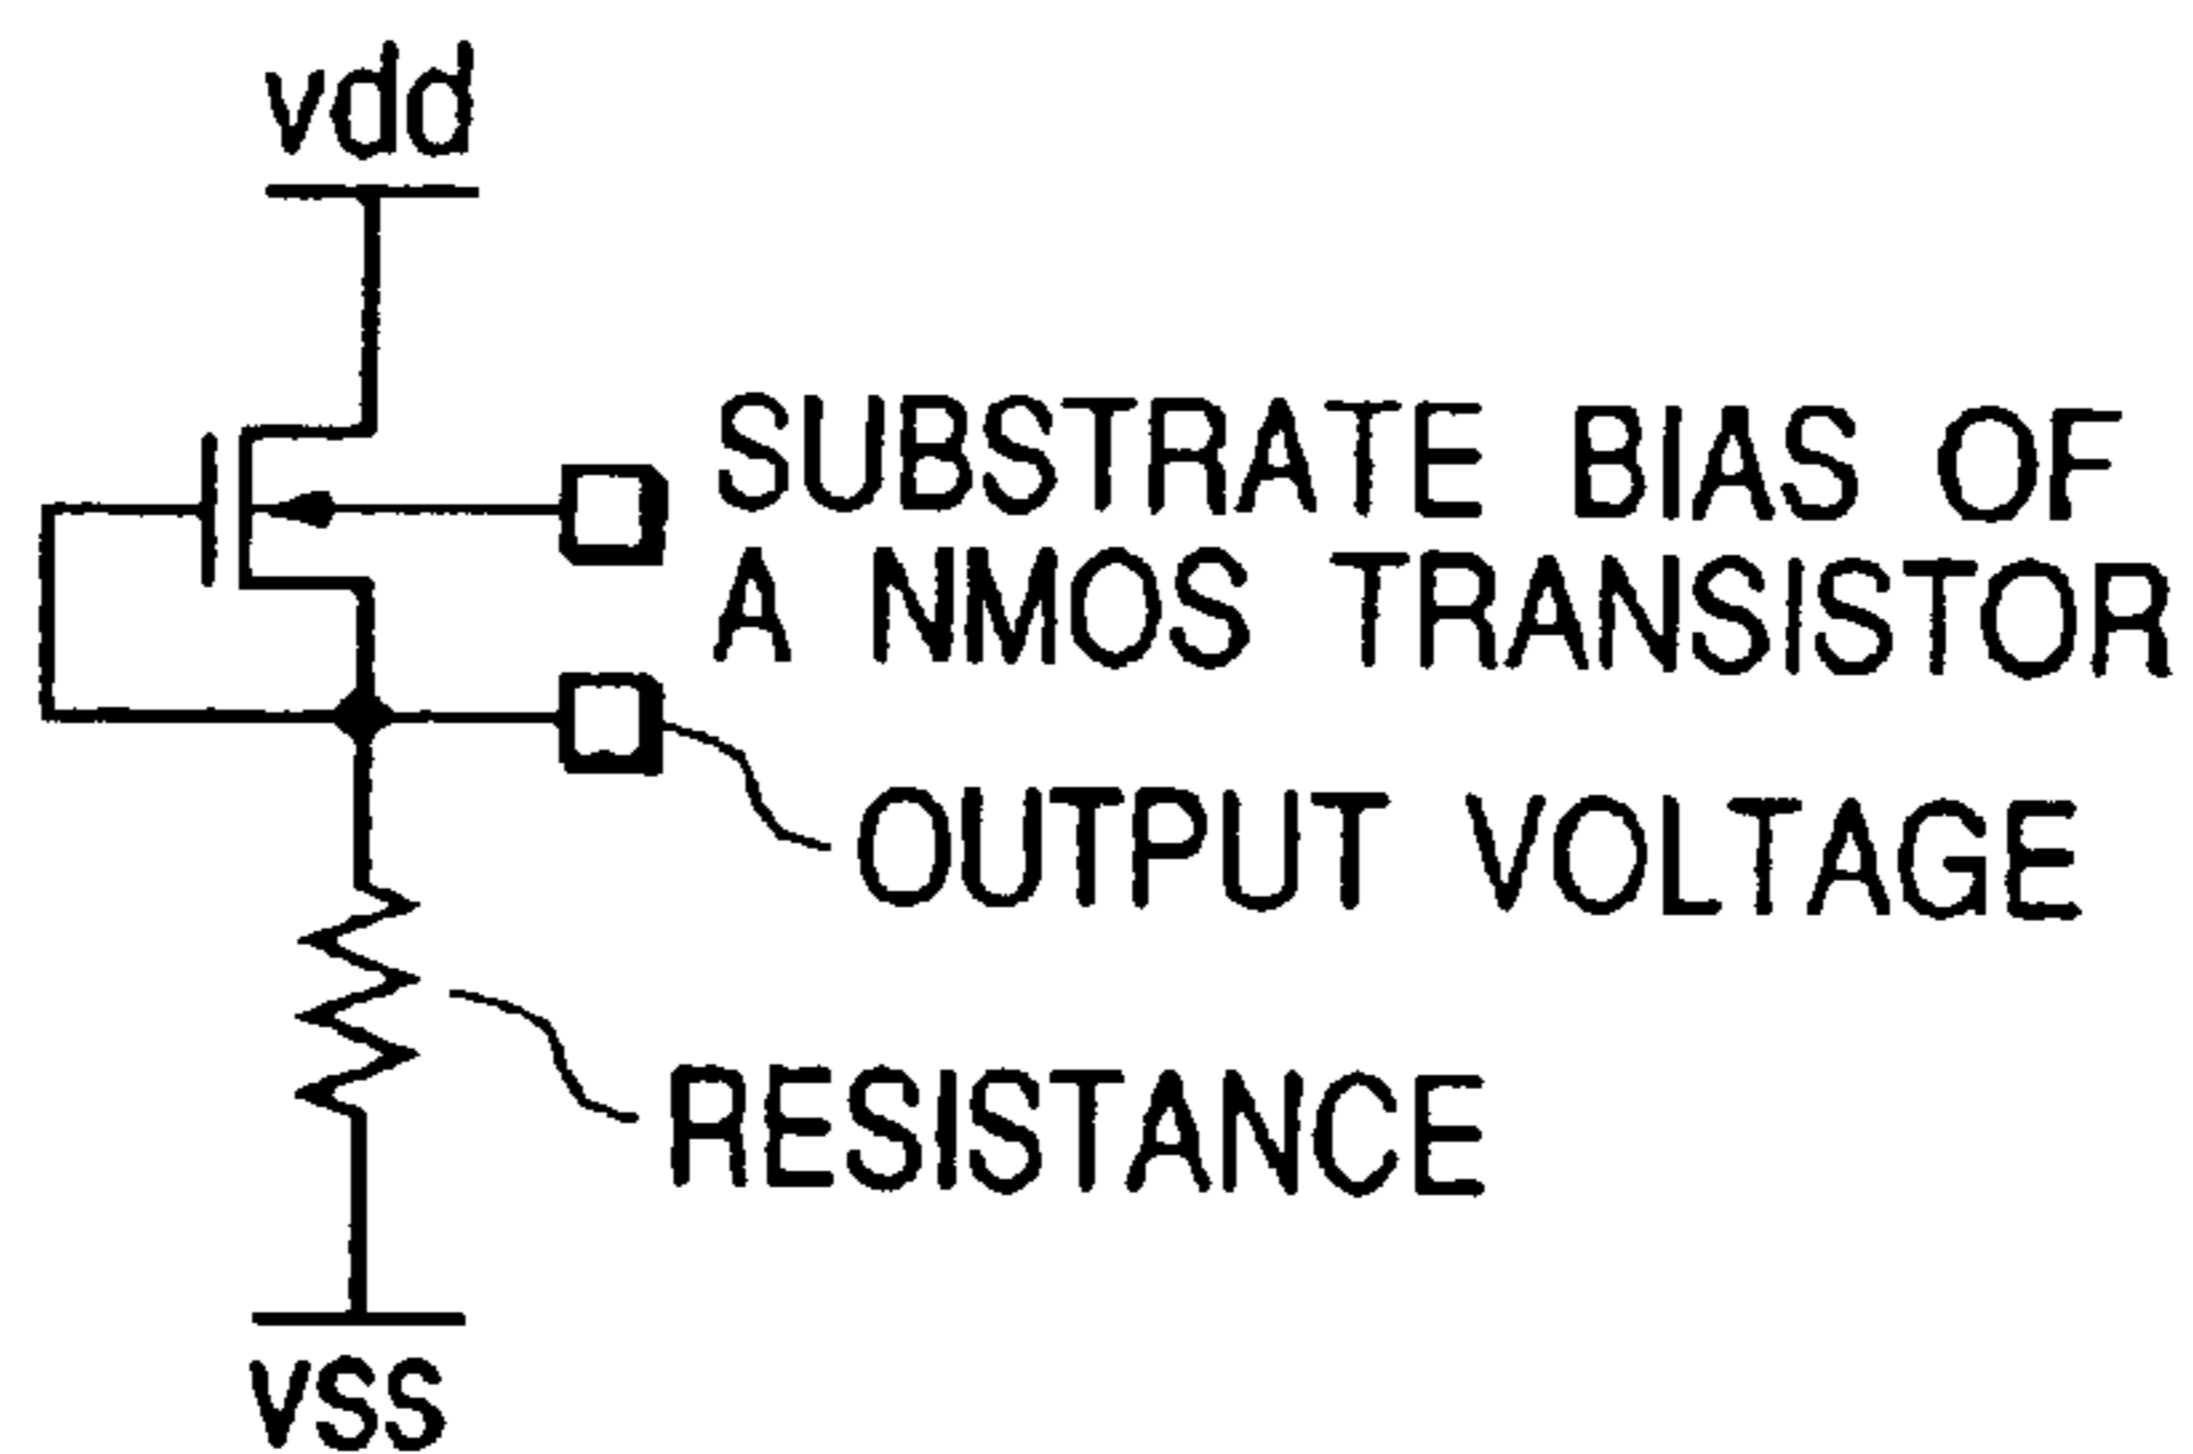 vdd
SUBSTRATE BIAS OF
A NMOS TRANSISTOR
OUTPUT VOLTAGE
RESISTANCE
vss